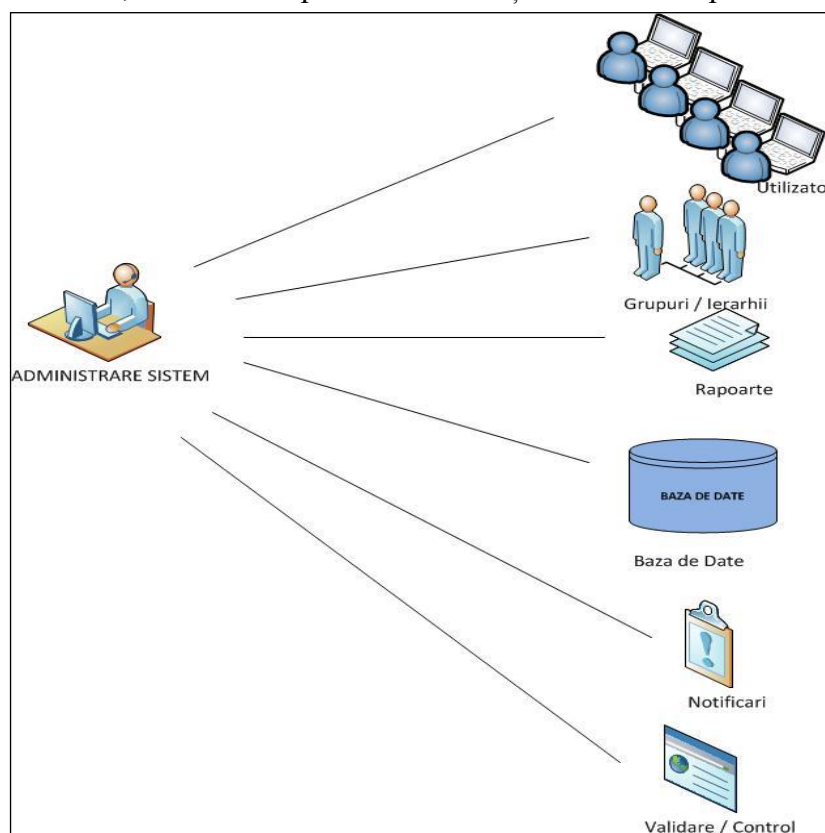 Utilizato
Grupuri / Ierarhii
ADMINISTRARE SISTEM
Rapoarte
BAZA DE DATE
Baza de Date
Notificari
Validare / Control